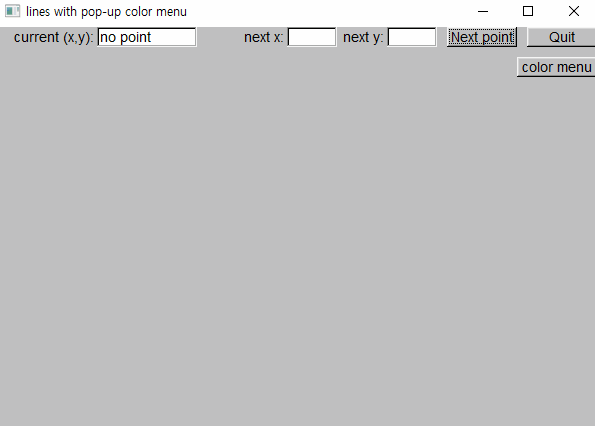 lines with pop-up color menu
current (x,y): no point next x: next y: Next point Quit
color menu